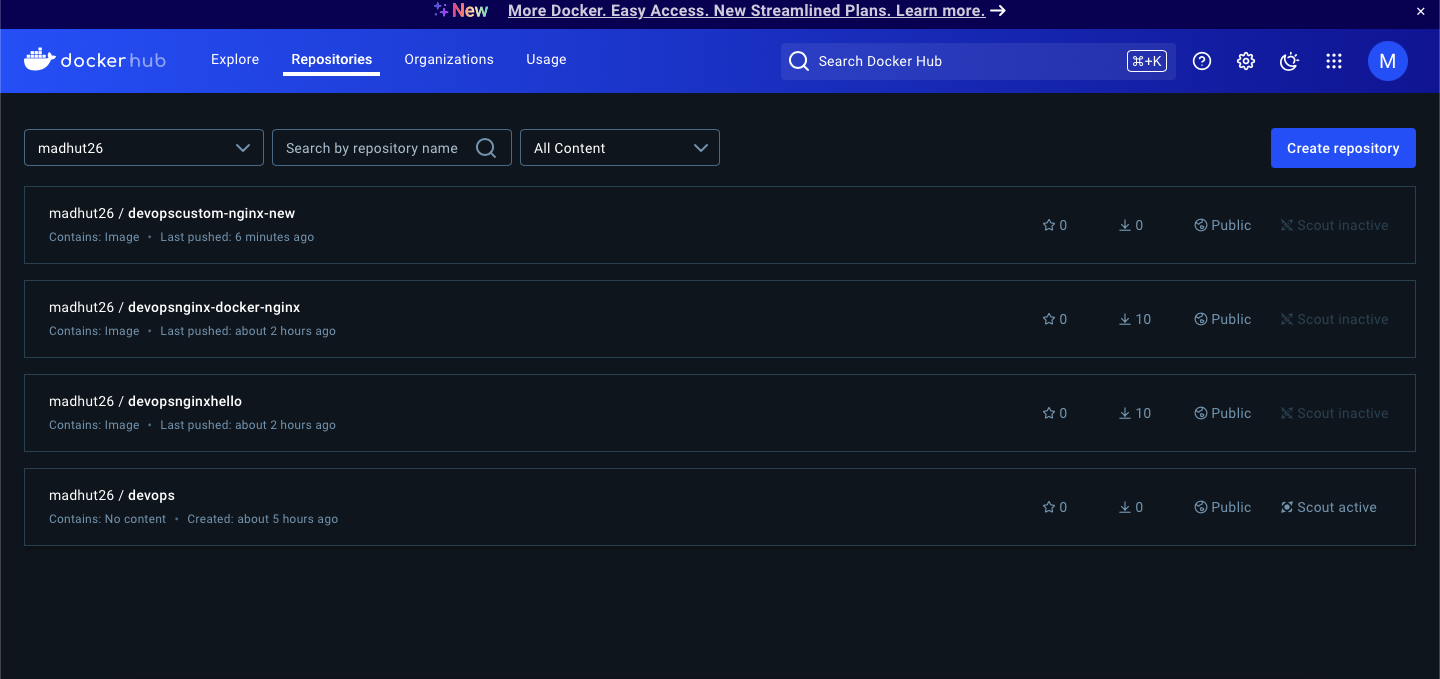 New More Docker. Easy Access. New Streamlined Plans. Learn more. → ×
docker hub Explore Repositories Organizations Usage Search Docker Hub ⌘+K ? M
madhut26 Search by repository name All Content Create repository
madhut26 / devopscustom-nginx-new
Contains: Image • Last pushed: 6 minutes ago
0 0 Public Scout inactive
madhut26 / devopsnginx-docker-nginx
Contains: Image • Last pushed: about 2 hours ago
0 10 Public Scout inactive
madhut26 / devopsnginxhello
Contains: Image • Last pushed: about 2 hours ago
0 10 Public Scout inactive
madhut26 / devops
Contains: No content • Created: about 5 hours ago
0 0 Public Scout active